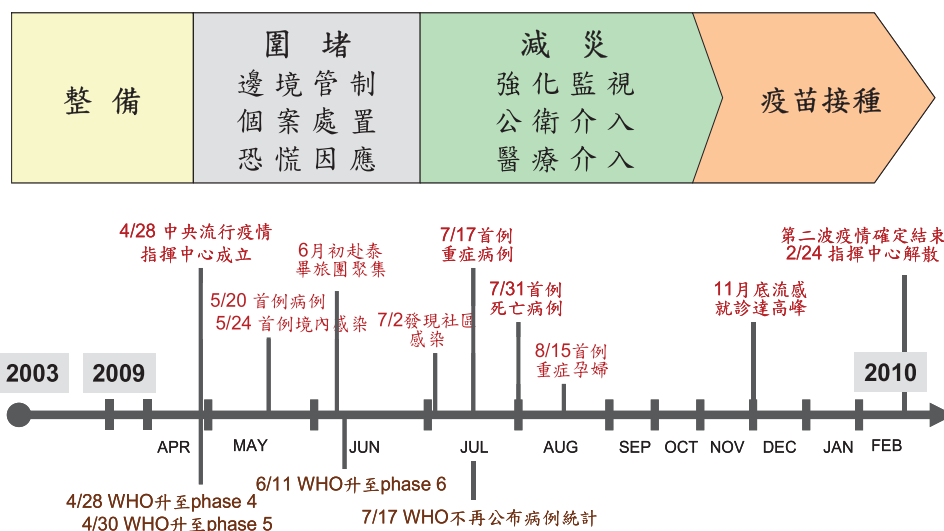 整 備
圍 堵
邊 境 管 制
個 案 處 置
恐 慌 因 應
減 災
強 化 監 視
公 衛 介 入
醫 療 介 入
疫苗接種
4/28 中央流行疫情
指揮中心成立
5/20 首例病例
5/24 首例境內感染
6月初赴泰
畢旅團聚集
7/2發現社區
感染
7/17首例
重症病例
7/31首例
死亡病例
8/15首例
重症孕婦
11月底流感
就診達高峰
第二波疫情確定結束
2/24 指揮中心解散
2003
2009
2010
APR
MAY
JUN
JUL
AUG
SEP
OCT
NOV
DEC
JAN
FEB
4/28 WHO升至phase 4
4/30 WHO升至phase 5
6/11 WHO升至phase 6
7/17 WHO不再公布病例統計